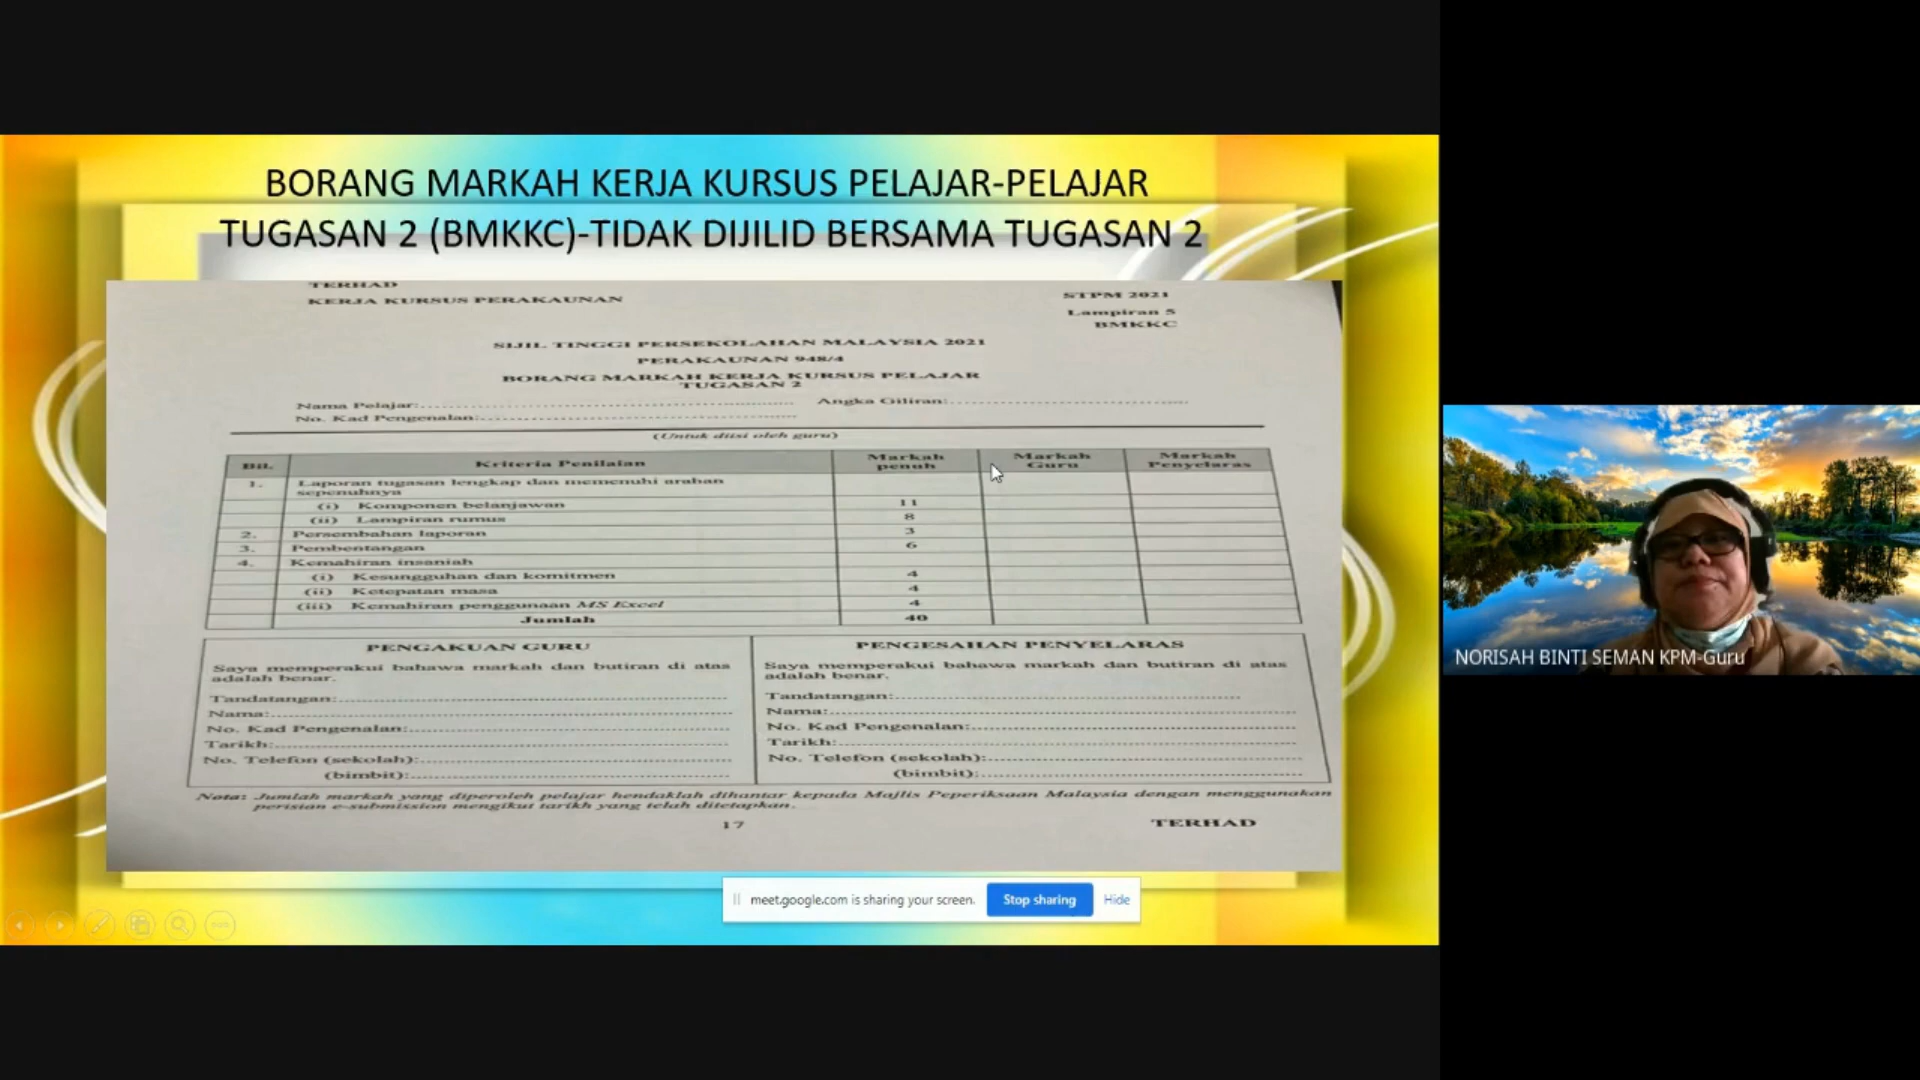 BORANG MARKAH KERJA KURSUS PELAJAR-PELAJAR
TUGASAN 2 (BMKKC)-TIDAK DIJILID BERSAMA TUGASAN 2
TERHAD
KERJA KURSUS PERAKAUNAN
STPM 2021
Lampiran 5
BMKKC
SIJIL TINGGI PERSEKOLAHAN MALAYSIA 2021
PERAKAUNAN 948/4
BORANG MARKAH KERJA KURSUS PELAJAR
TUGASAN 2
Nama Pelajar: Angka Giliran:
No. Kad Pengenalan:
(Untuk diisi oleh guru)
Bil. Kriteria Penilaian Markah penuh Markah Guru Markah Penyelaras
1. Laporan tugasan lengkap dan memenuhi arahan
sepenuhnya
(i) Komponen belanjawan 11
(ii) Lampiran rumus 8
2. Persembahan laporan 3
3. Pembentangan 6
4. Kemahiran insaniah
(i) Kesungguhan dan komitmen 4
(ii) Ketepatan masa 4
(iii) Kemahiran penggunaan MS Excel 4
Jumlah 40
PENGAKUAN GURU
Saya memperakui bahawa markah dan butiran di atas
adalah benar.
Tandatangan:
Nama:
No. Kad Pengenalan:
Tarikh:
No. Telefon (sekolah):
(bimbit):
PENGESAHAN PENYELARAS
Saya memperakui bahawa markah dan butiran di atas
adalah benar.
Tandatangan:
Nama:
No. Kad Pengenalan:
Tarikh:
No. Telefon (sekolah):
(bimbit):
Nota: Jumlah markah yang diperoleh pelajar hendaklah dihantar kepada Majlis Peperiksaan Malaysia dengan menggunakan
perisian e-submission mengikut tarikh yang telah ditetapkan.
17
TERHAD
meet.google.com is sharing your screen.
Stop sharing
Hide
NORISAH BINTI SEMAN KPM-Guru